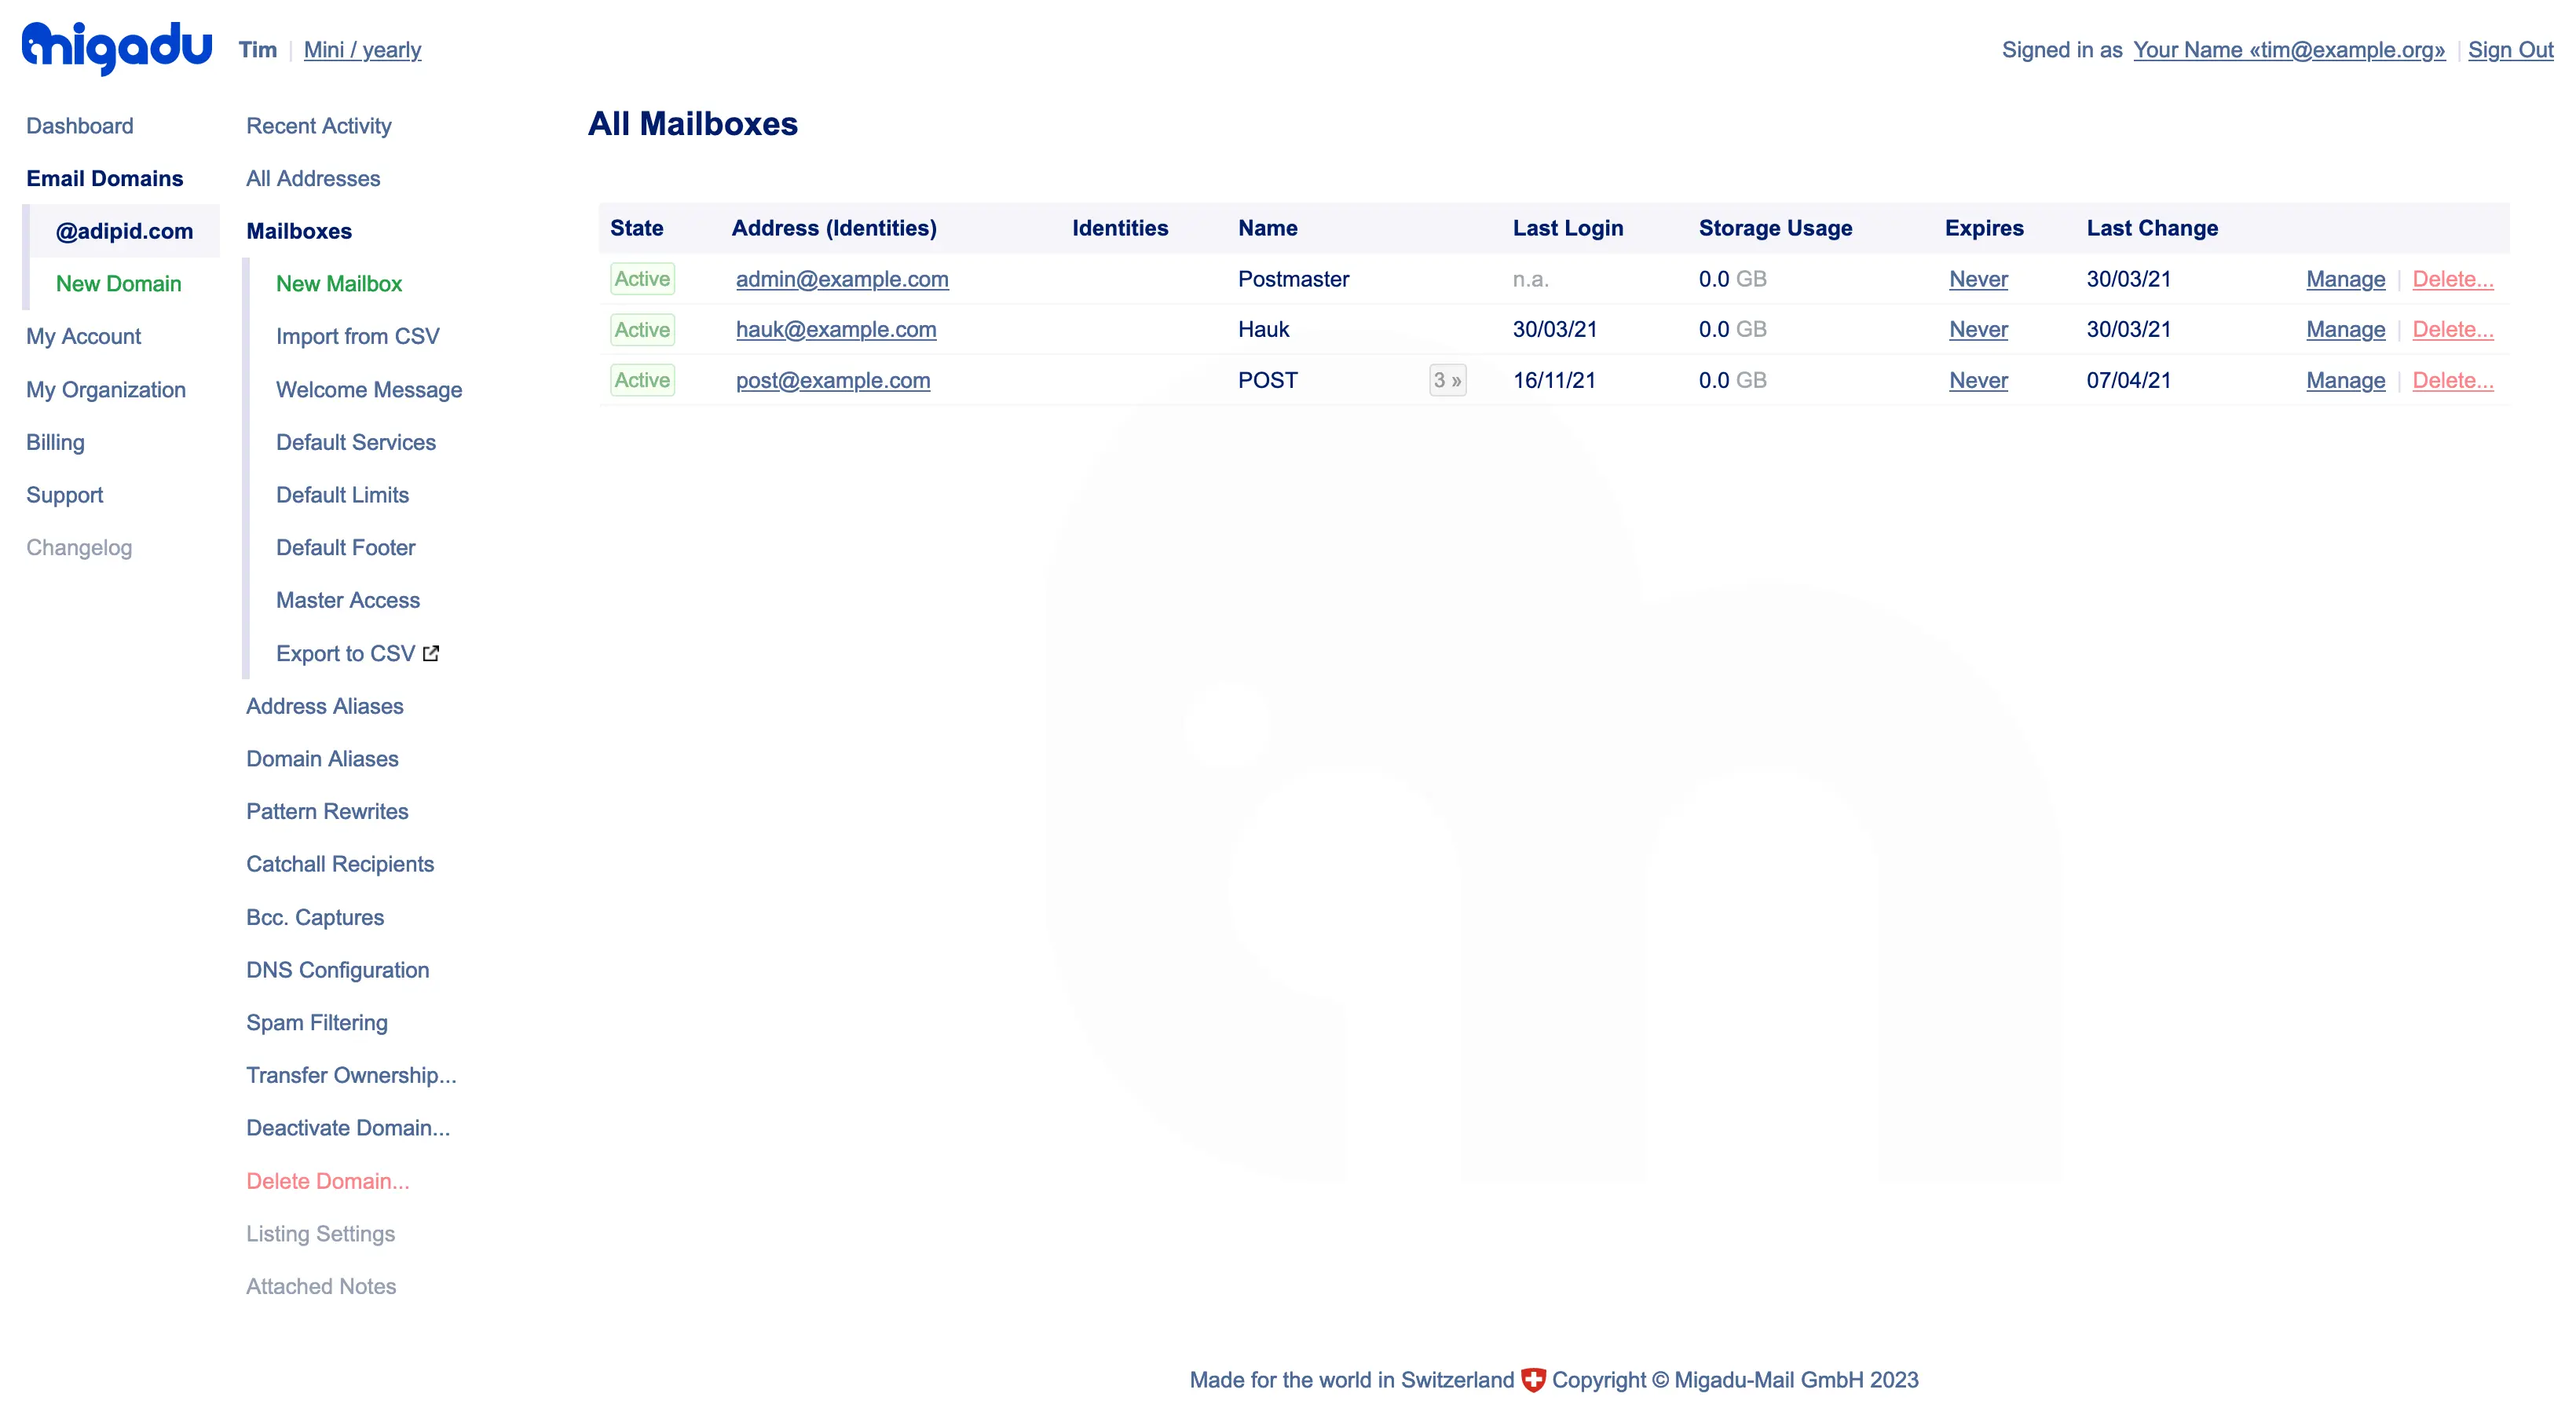 migadu Tim | Mini / yearly
Signed in as Your Name «tim@example.org» | Sign Out
Dashboard
Email Domains
@adipid.com
New Domain
My Account
My Organization
Billing
Support
Changelog
Recent Activity
All Addresses
Mailboxes
New Mailbox
Import from CSV
Welcome Message
Default Services
Default Limits
Default Footer
Master Access
Export to CSV
Address Aliases
Domain Aliases
Pattern Rewrites
Catchall Recipients
Bcc. Captures
DNS Configuration
Spam Filtering
Transfer Ownership...
Deactivate Domain...
Delete Domain...
Listing Settings
Attached Notes
All Mailboxes
State Address (Identities) Identities Name Last Login Storage Usage Expires Last Change
Active admin@example.com Postmaster n.a. 0.0 GB Never 30/03/21 Manage | Delete...
Active hauk@example.com Hauk 30/03/21 0.0 GB Never 30/03/21 Manage | Delete...
Active post@example.com POST 3 » 16/11/21 0.0 GB Never 07/04/21 Manage | Delete...
Made for the world in Switzerland Copyright © Migadu-Mail GmbH 2023